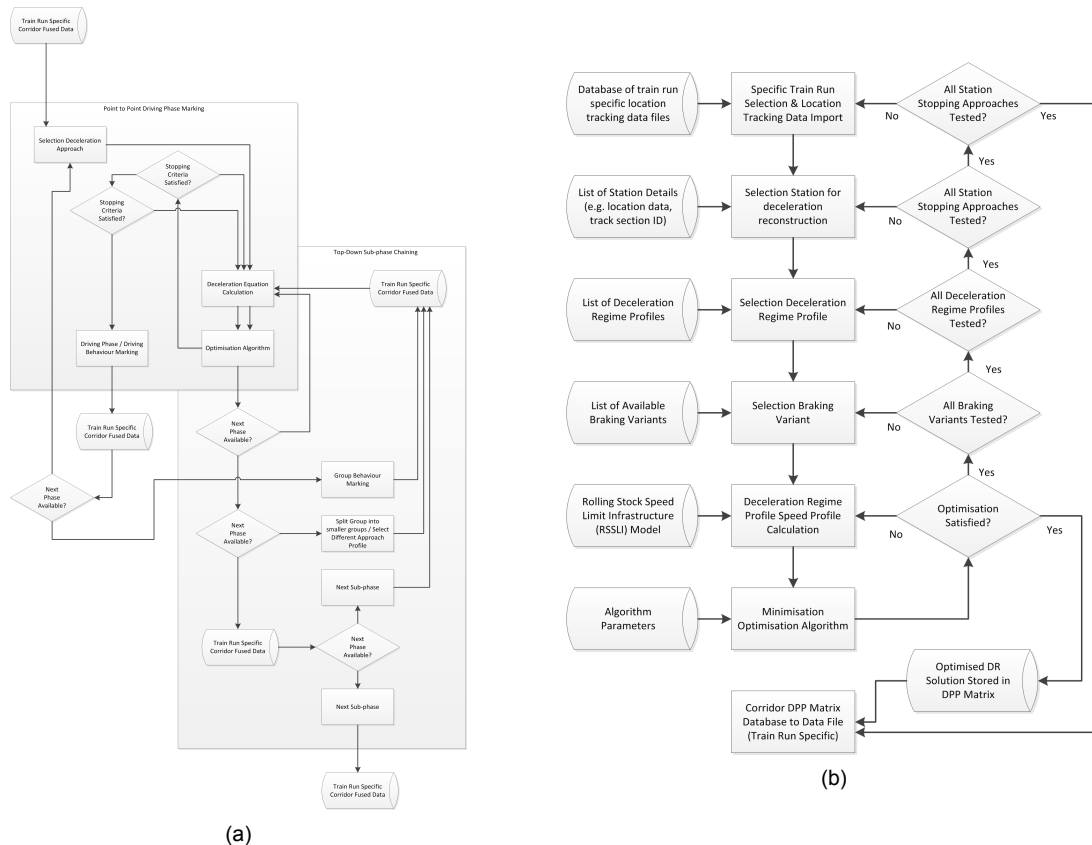 Train Run Specific
Corridor Fused Data
Point to Point Driving Phase Marking
Selection Deceleration
Approach
Stopping
Criteria
Satisfied?
Stopping
Criteria
Satisfied?
Top-Down Sub-phase Chaining
Deceleration Equation
Calculation
Train Run Specific
Corridor Fused Data
Driving Phase / Driving
Behaviour Marking
Optimisation Algorithm
Train Run Specific
Corridor Fused Data
Next
Phase
Available?
Next
Phase
Available?
Group Behaviour
Marking
Next
Phase
Available?
Split Group into
smaller groups / Select
Different Approach
Profile
Next Sub-phase
Train Run Specific
Corridor Fused Data
Next
Phase
Available?
Next Sub-phase
Train Run Specific
Corridor Fused Data
(a)
Database of train run
specific location
tracking data files
Specific Train Run
Selection & Location
Tracking Data Import
All Station
Stopping Approaches
Tested?
No
Yes
Yes
List of Station Details
(e.g. location data,
track section ID)
Selection Station for
deceleration
reconstruction
All Station
Stopping Approaches
Tested?
No
Yes
List of Deceleration
Regime Profiles
Selection Deceleration
Regime Profile
All Deceleration
Regime Profiles
Tested?
No
Yes
List of Available
Braking Variants
Selection Braking
Variant
All Braking
Variants Tested?
No
Yes
Rolling Stock Speed
Limit Infrastructure
(RSSLI) Model
Deceleration Regime
Profile Speed Profile
Calculation
Optimisation
Satisfied?
No
Yes
Algorithm
Parameters
Minimisation
Optimisation Algorithm
Optimised DR
Solution Stored in
DPP Matrix
Corridor DPP Matrix
Database to Data File
(Train Run Specific)
(b)